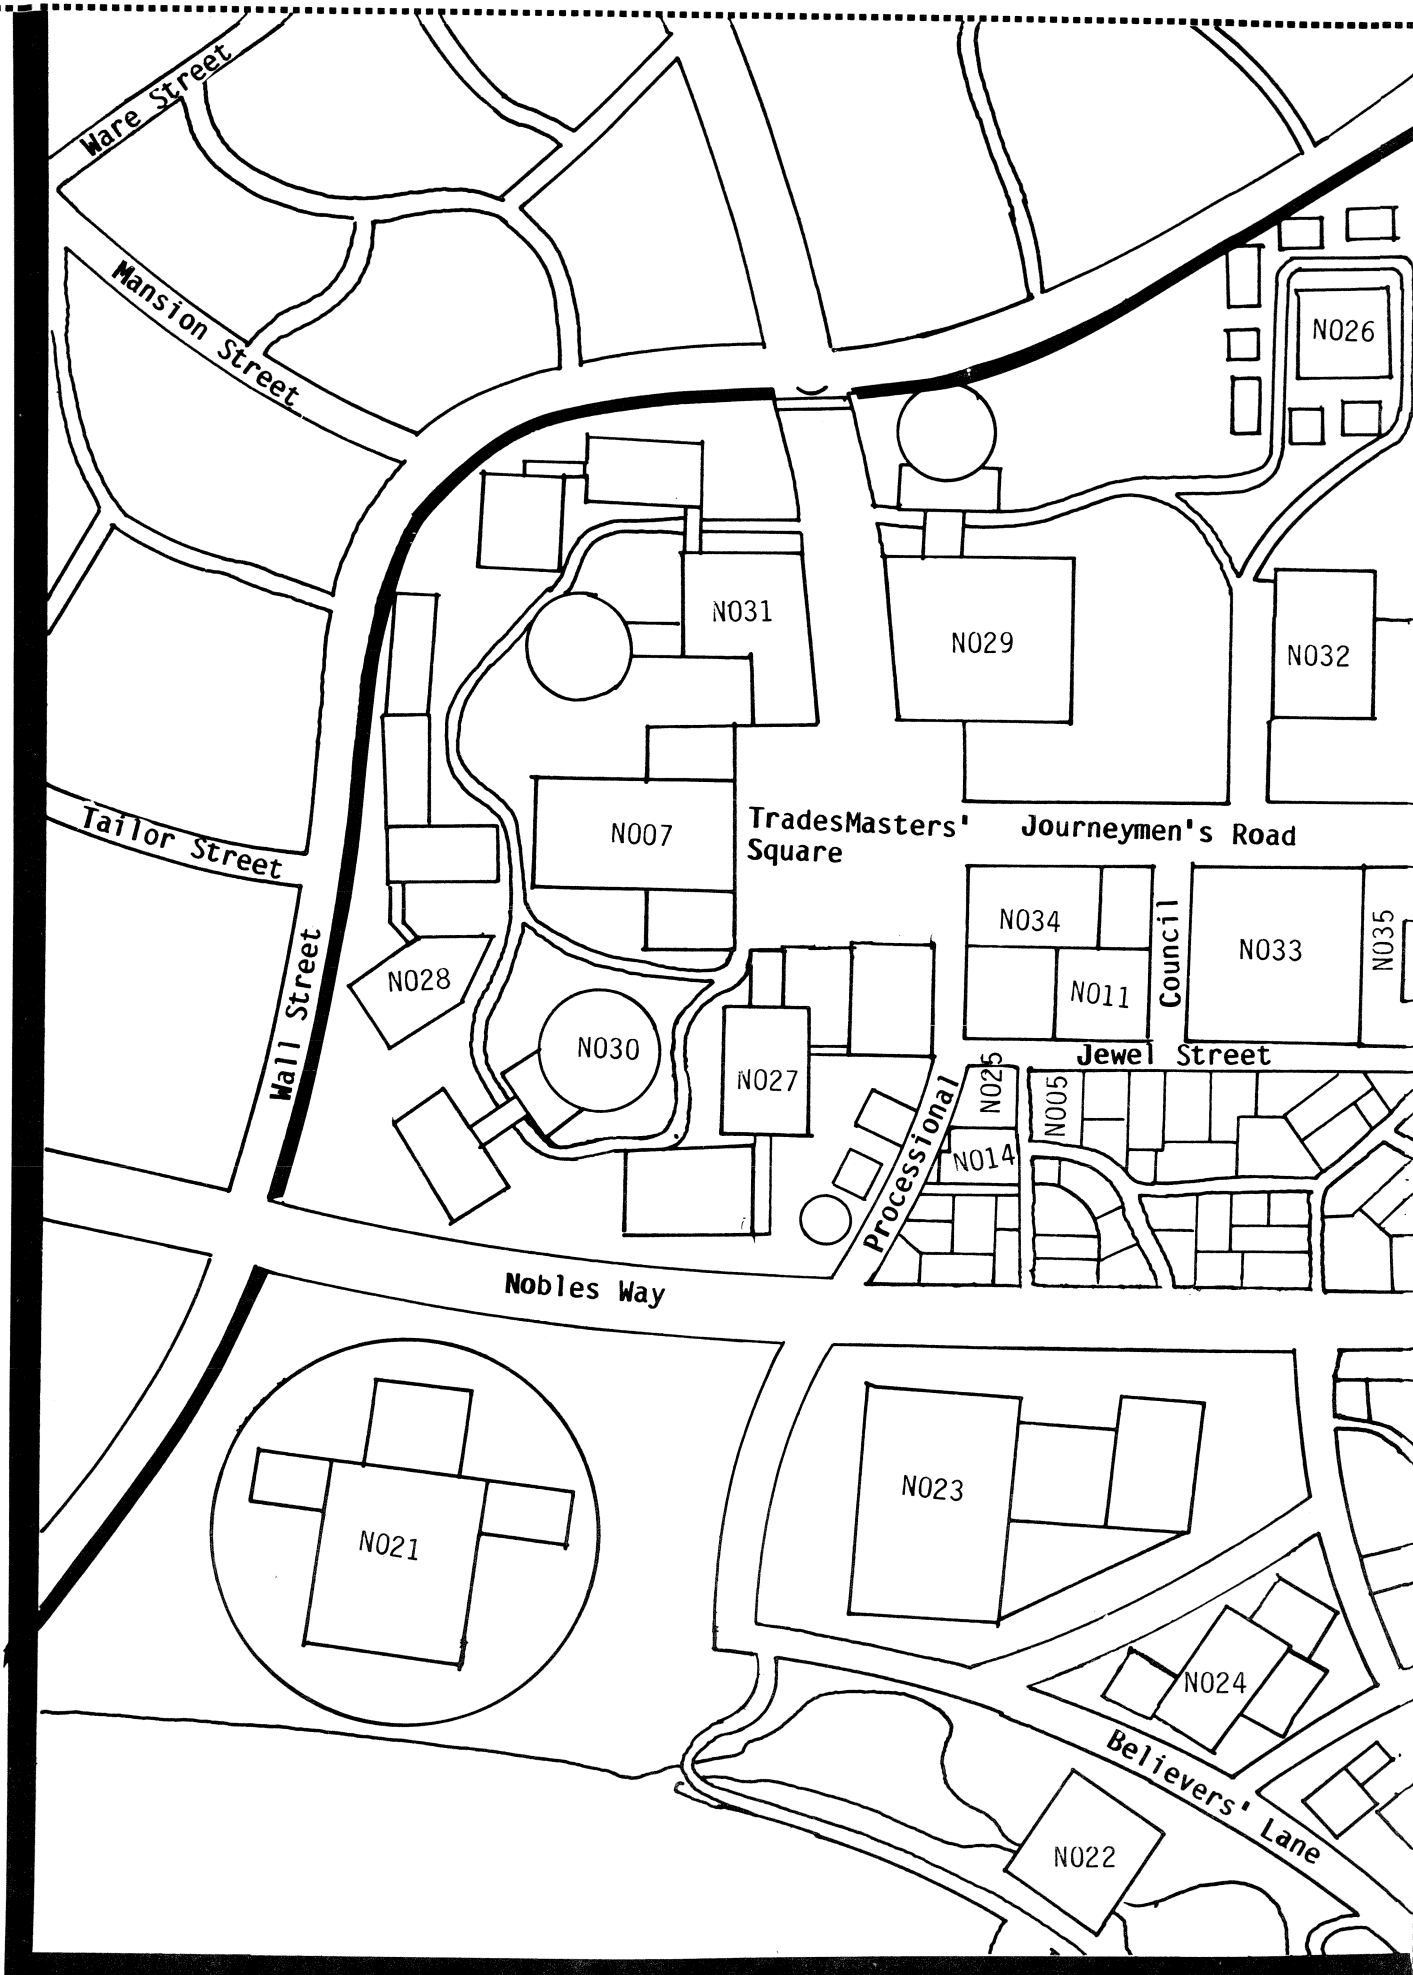 Ware Street
Mansion Street
N026
N031
N029
N032
TradesMasters'
Square
Journeymen's Road
N007
Tailor Street
N034
Council
N033
N035
N028
N011
Wall Street
N030
N027
Jewel Street
N025
N005
Processional
N014
Nobles Way
N023
N021
N024
Believers' Lane
N022